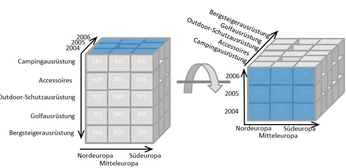 2006
2005
2004
Campingausrüstung
Accessoires
Outdoor-Schutzausrüstung
Golfausrüstung
Bergsteigerausrüstung
Nordeuropa Südeuropa
Mitteleuropa
Bergsteigerausrüstung
Golfausrüstung
Outdoor-Schutzausrüstung
Accessoires
Campingausrüstung
2006
2005
2004
Nordeuropa Südeuropa
Mitteleuropa